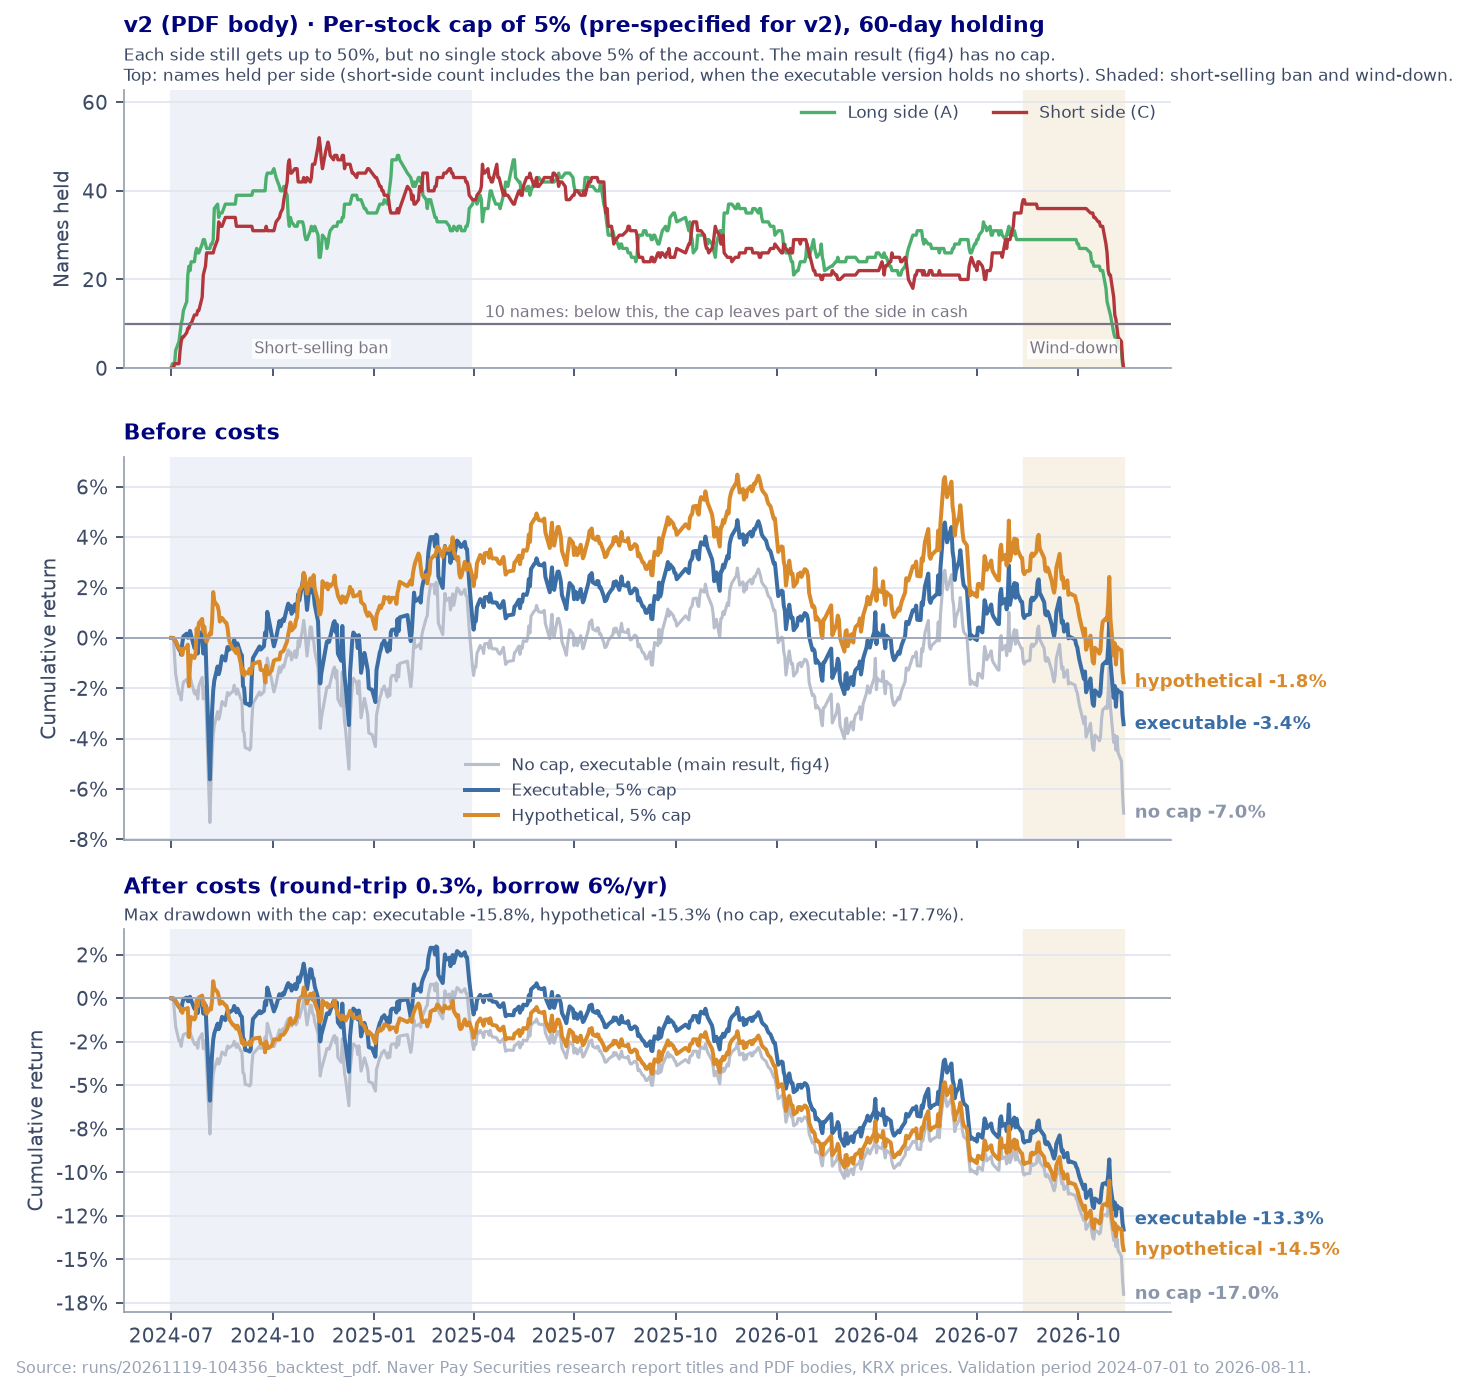 v2 (PDF body) · Per-stock cap of 5% (pre-specified for v2), 60-day holding
Each side still gets up to 50%, but no single stock above 5% of the account. The main result (fig4) has no cap.
Top: names held per side (short-side count includes the ban period, when the executable version holds no shorts). Shaded: short-selling ban and wind-down.
Names held
60
40
20
0
Long side (A)
Short side (C)
10 names: below this, the cap leaves part of the side in cash
Short-selling ban
Wind-down
Before costs
Cumulative return
6%
4%
2%
0%
-2%
-4%
-6%
-8%
No cap, executable (main result, fig4)
Executable, 5% cap
Hypothetical, 5% cap
hypothetical -1.8%
executable -3.4%
no cap -7.0%
After costs (round-trip 0.3%, borrow 6%/yr)
Max drawdown with the cap: executable -15.8%, hypothetical -15.3% (no cap, executable: -17.7%).
Cumulative return
2%
0%
-2%
-5%
-8%
-10%
-12%
-15%
-18%
executable -13.3%
hypothetical -14.5%
no cap -17.0%
2024-07 2024-10 2025-01 2025-04 2025-07 2025-10 2026-01 2026-04 2026-07 2026-10
Source: runs/20261119-104356_backtest_pdf. Naver Pay Securities research report titles and PDF bodies, KRX prices. Validation period 2024-07-01 to 2026-08-11.